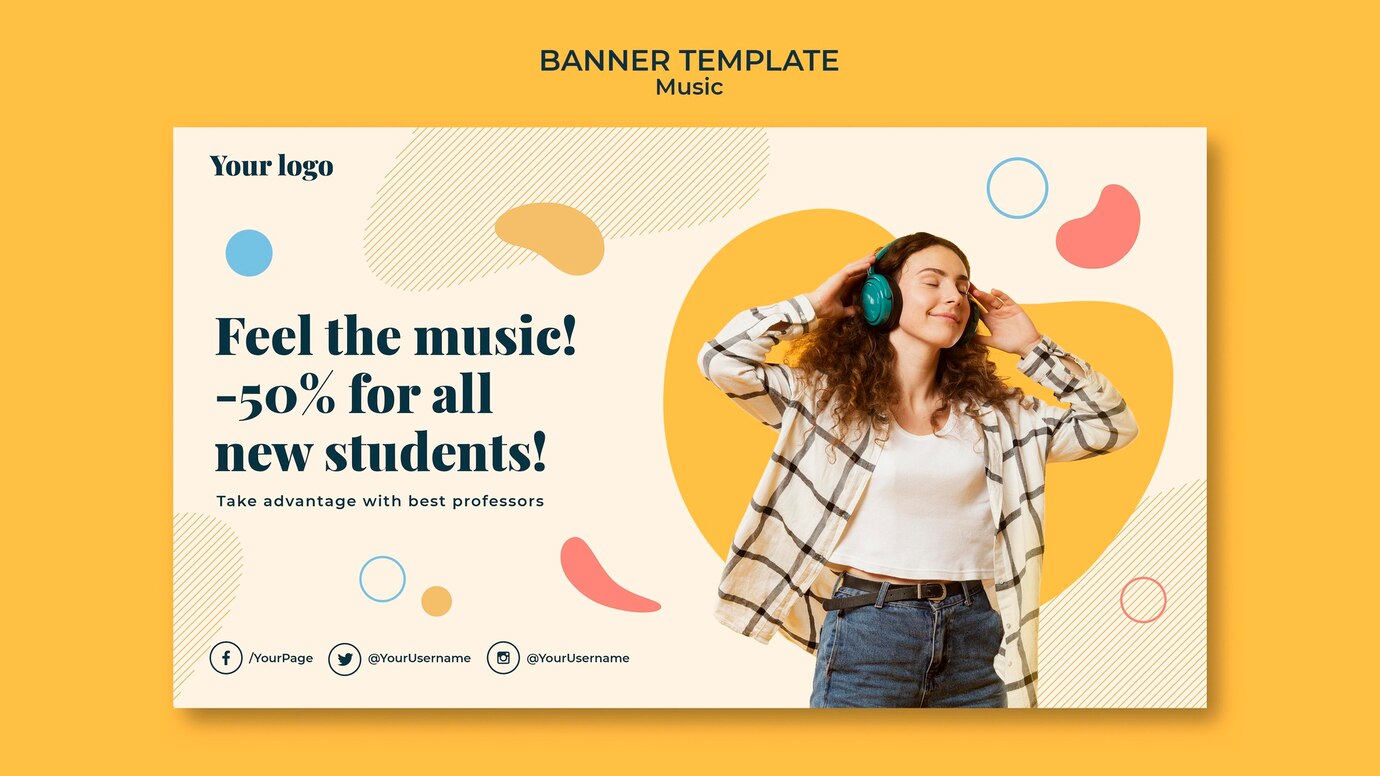 BANNER TEMPLATE
Music
Your logo
Feel the music!
-50% for all
new students!
Take advantage with best professors
/YourPage @YourUsername @YourUsername